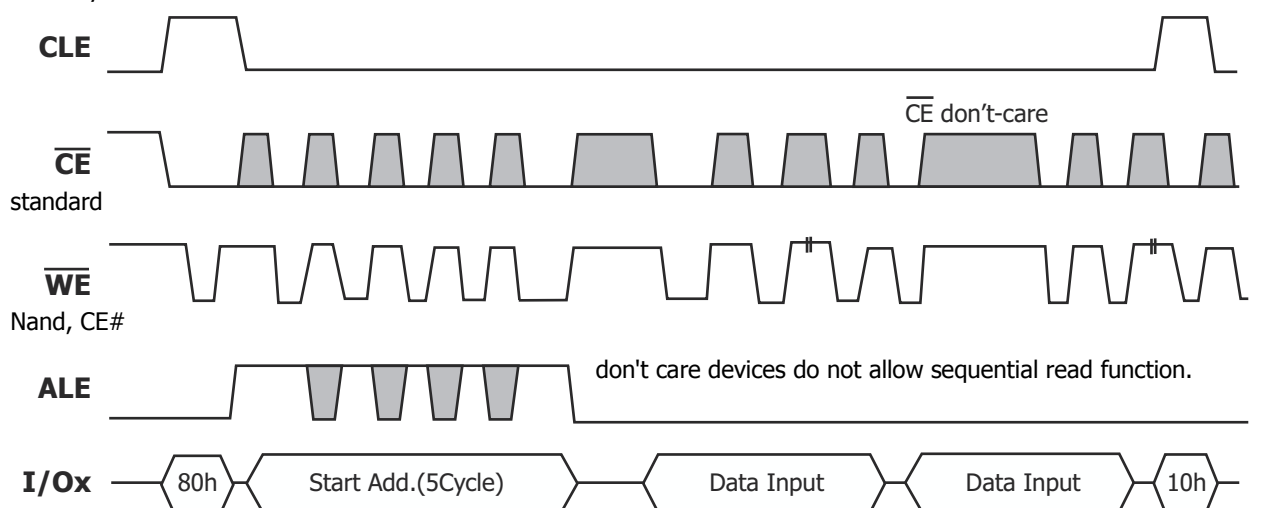 CLE
CE don’t-care
CE
standard
WE
Nand, CE#
ALE
don't care devices do not allow sequential read function.
I/Ox
80h
Start Add.(5Cycle)
Data Input
Data Input
10h